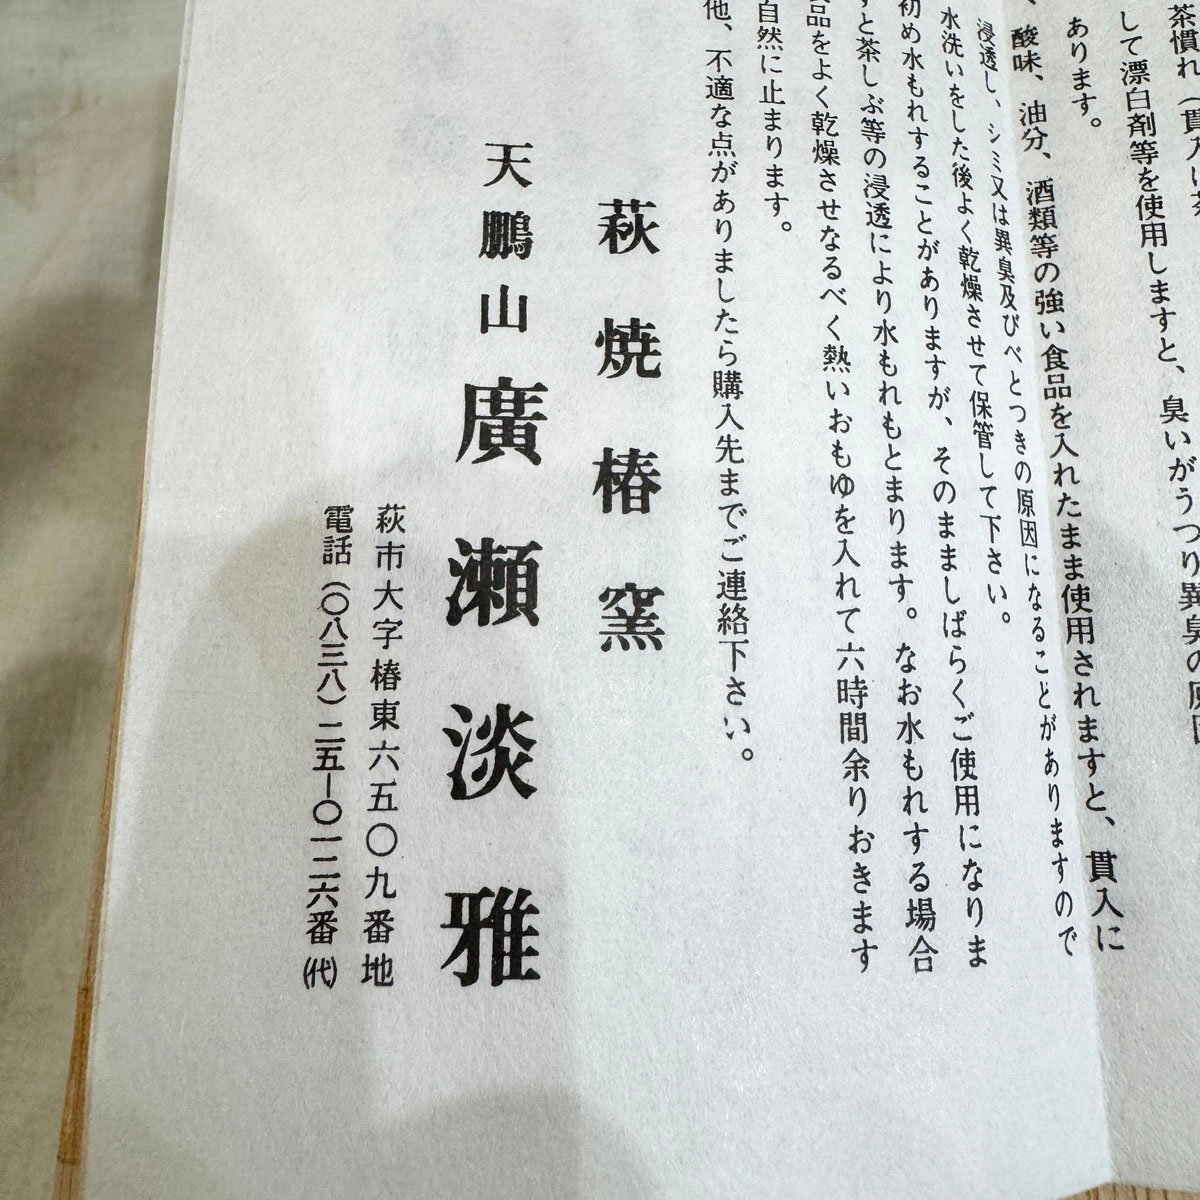 茶慣れ（貫入に
して漂白剤等を使用しますと、臭いがうつり異臭の原因
あります。
、酸味、油分、酒類等の強い食品を入れたまま使用されますと、貫入に
浸透し、シミ又は異臭及びべとつきの原因になることがありますので
水洗いをした後よく乾燥させて保管して下さい。
初め水もれすることがありますが、そのまましばらくご使用になりま
すと茶しぶ等の浸透により水もれもとまります。なお水もれする場合
品をよく乾燥させなるべく熱いおもゆを入れて六時間余りおきます
自然に止まります。
他、不適な点がありましたら購入先までご連絡下さい。
萩焼椿窯
天鵬山廣瀬淡雅
萩市大字椿東六五〇九番地
電話（〇八三八）二五―〇一二六番（代）